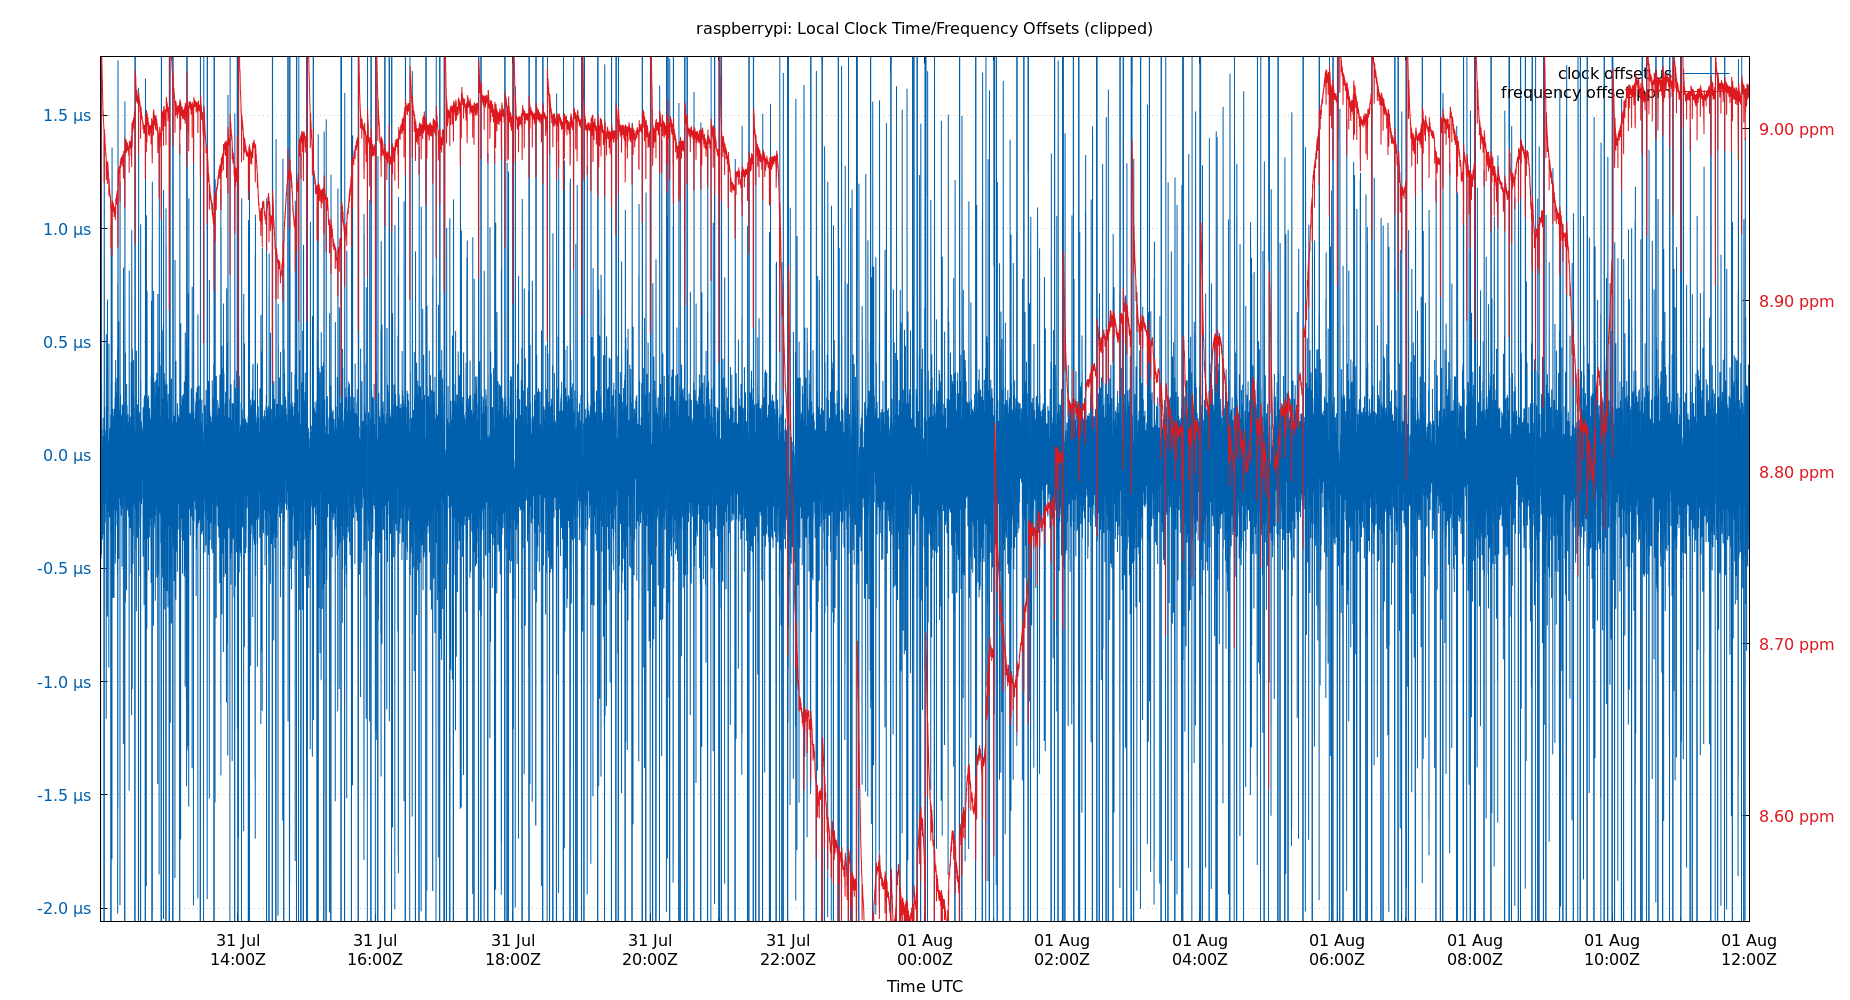 raspberrypi: Local Clock Time/Frequency Offsets (clipped)
clock offset us
frequency offset ppm
1.5 µs
1.0 µs
0.5 µs
0.0 µs
-0.5 µs
-1.0 µs
-1.5 µs
-2.0 µs
9.00 ppm
8.90 ppm
8.80 ppm
8.70 ppm
8.60 ppm
31 Jul 31 Jul 31 Jul 31 Jul 31 Jul 01 Aug 01 Aug 01 Aug 01 Aug 01 Aug 01 Aug 01 Aug
14:00Z 16:00Z 18:00Z 20:00Z 22:00Z 00:00Z 02:00Z 04:00Z 06:00Z 08:00Z 10:00Z 12:00Z
Time UTC